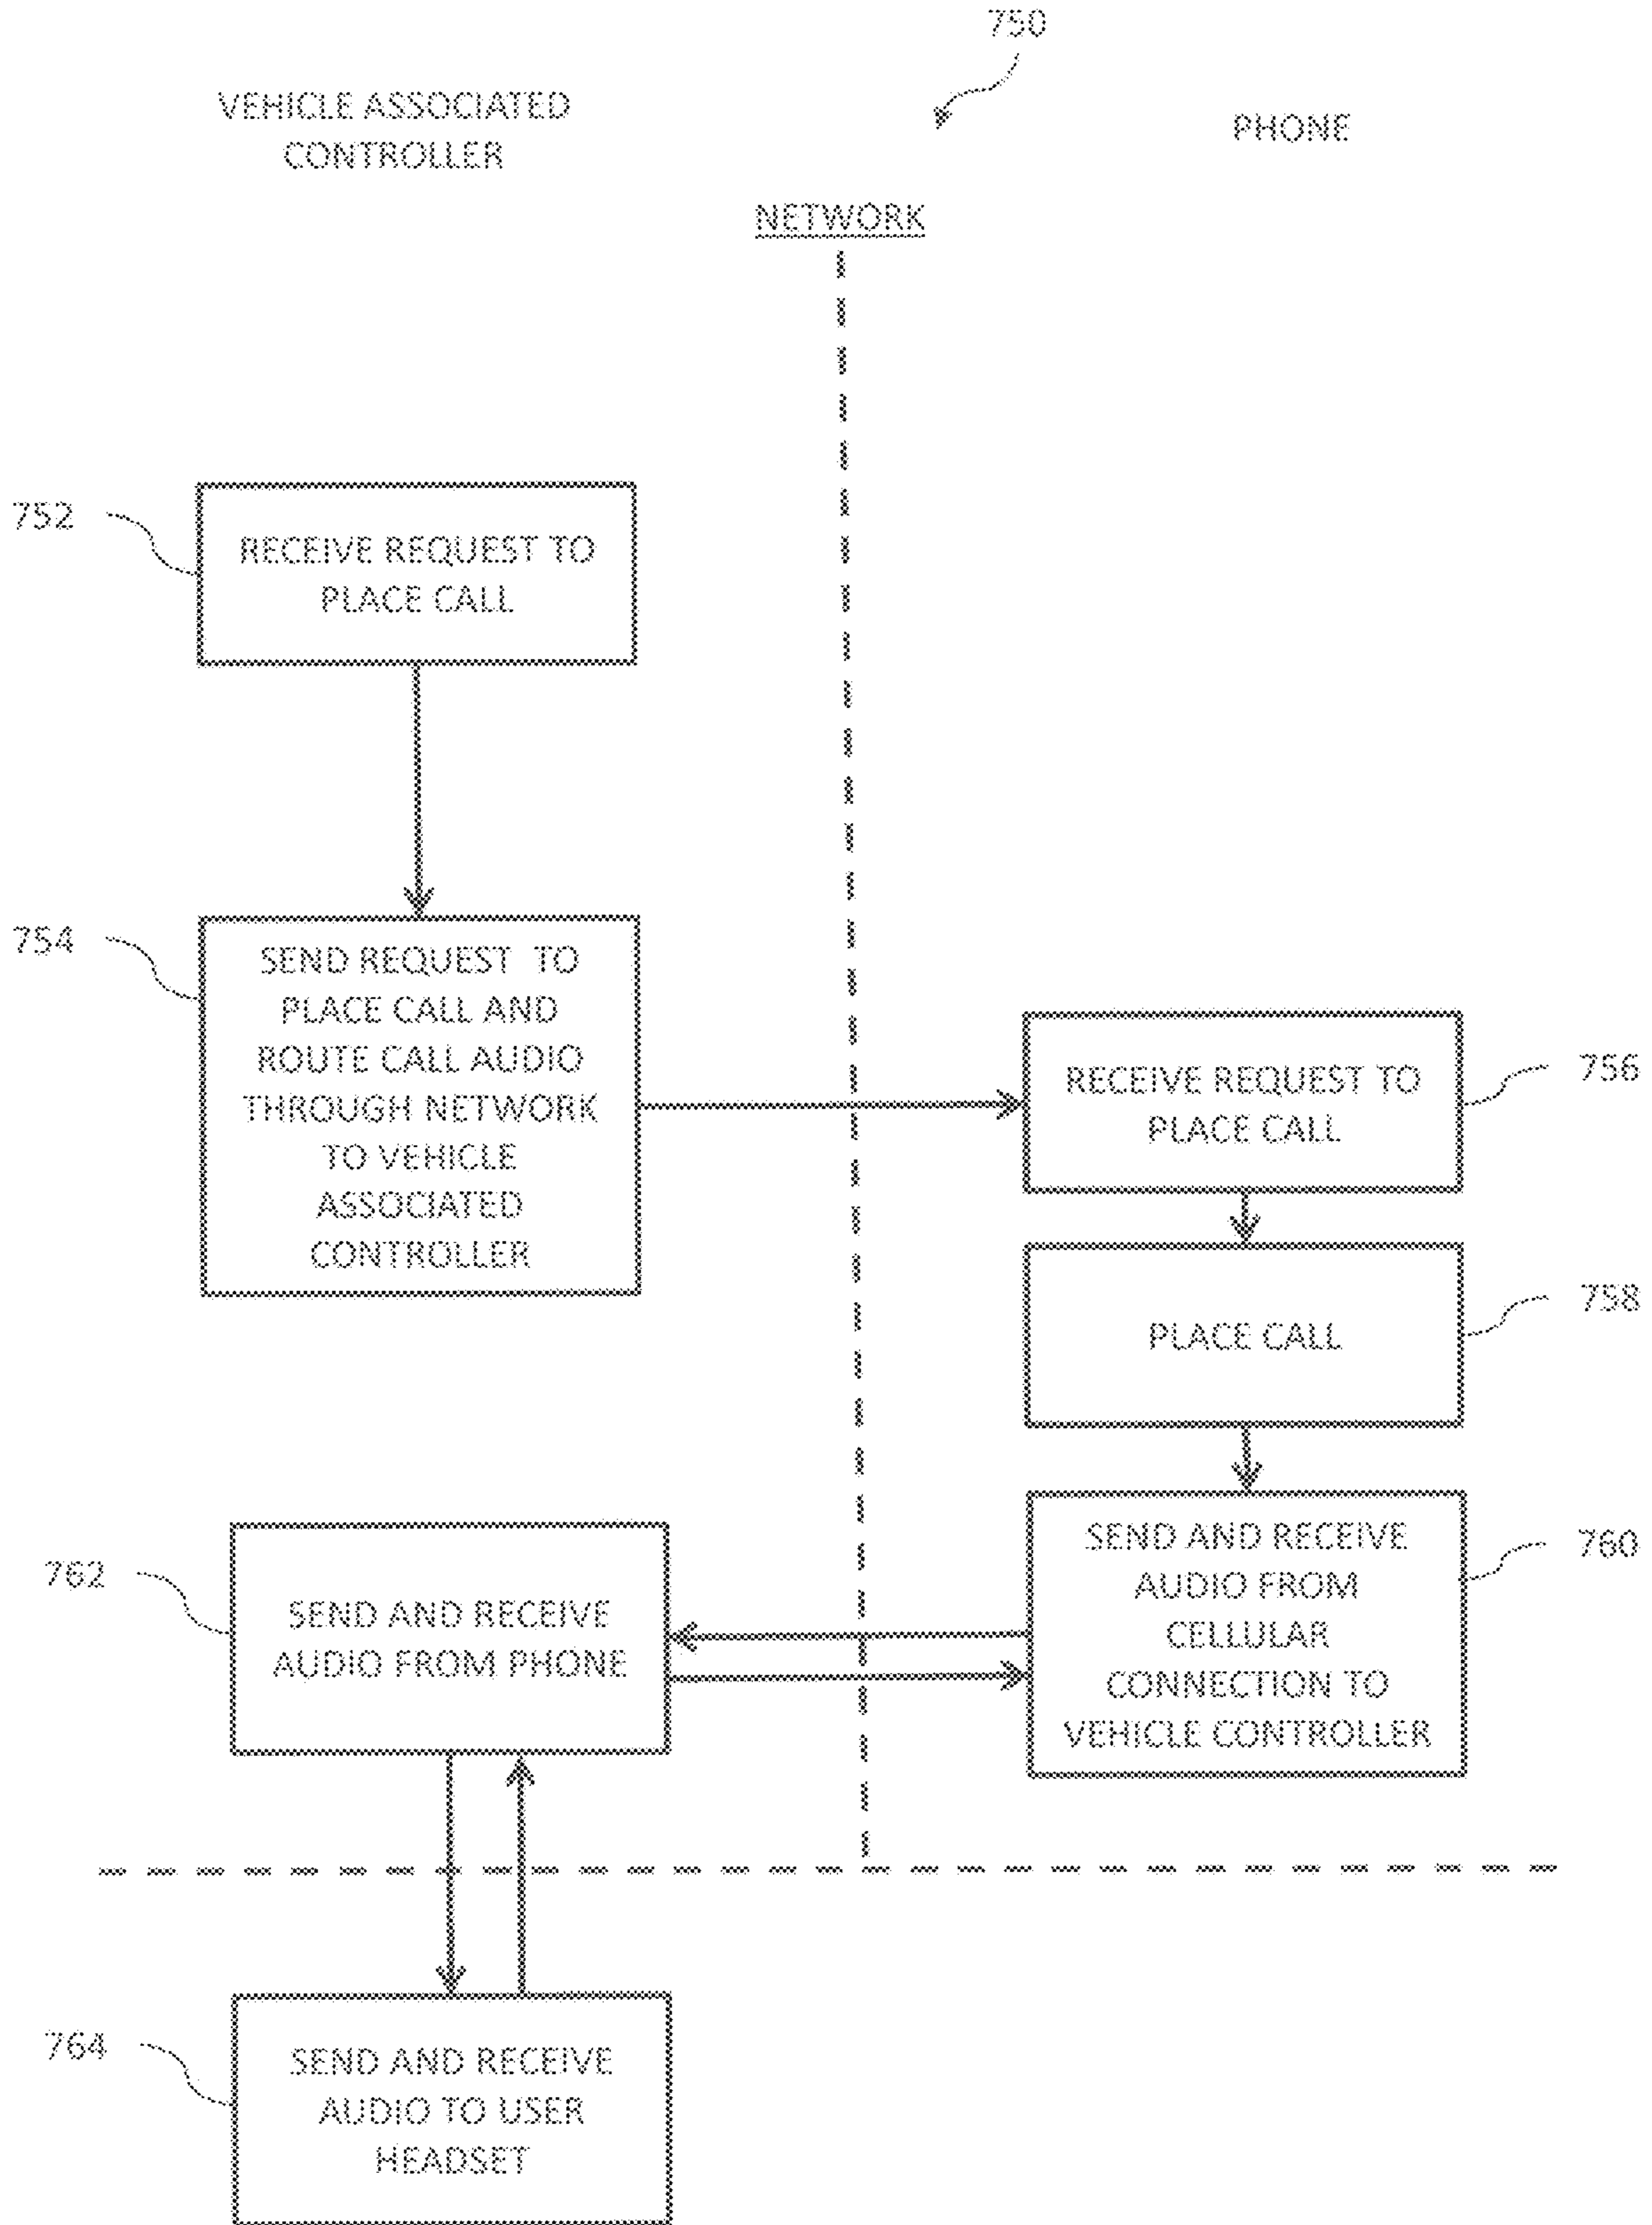 750
VEHICLE ASSOCIATED
CONTROLLER
PHONE
NETWORK
752
RECEIVE REQUEST TO
PLACE CALL
754
SEND REQUEST TO
PLACE CALL AND
ROUTE CALL AUDIO
THROUGH NETWORK
TO VEHICLE
ASSOCIATED
CONTROLLER
756
RECEIVE REQUEST TO
PLACE CALL
758
PLACE CALL
760
SEND AND RECEIVE
AUDIO FROM
CELLULAR
CONNECTION TO
VEHICLE CONTROLLER
762
SEND AND RECEIVE
AUDIO FROM PHONE
764
SEND AND RECEIVE
AUDIO TO USER
HEADSET